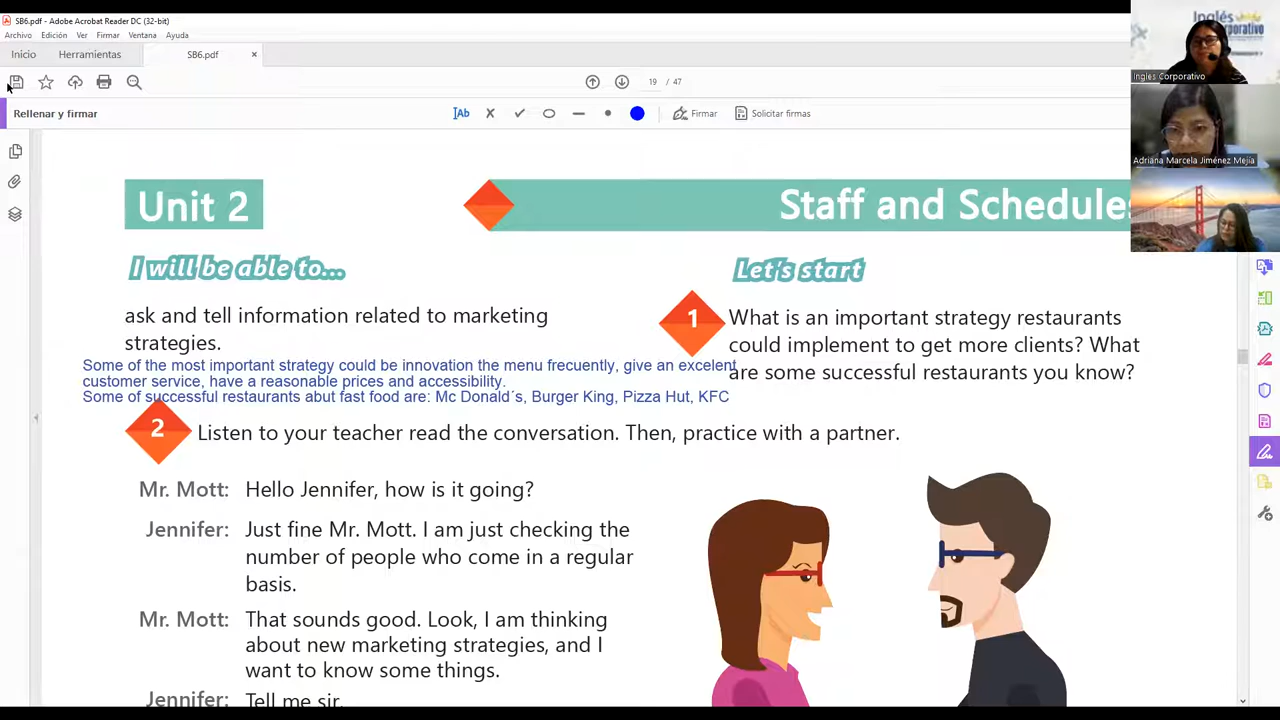 SB6.pdf - Adobe Acrobat Reader DC (32-bit)
Archivo Edición Ver Firmar Ventana Ayuda
Inicio Herramientas SB6.pdf ×
19 / 47
Rellenar y firmar
Ab Firmar Solicitar firmas
Inglés
Corporativo
Ingles Corporativo
Adriana Marcela Jiménez Mejía
Unit 2
Staff and Schedules
I will be able to...
ask and tell information related to marketing
strategies.
Let's start
1
What is an important strategy restaurants
could implement to get more clients? What
are some successful restaurants you know?
Some of the most important strategy could be innovation the menu frecuently, give an excelent
customer service, have a reasonable prices and accessibility.
Some of successful restaurants abut fast food are: Mc Donald´s, Burger King, Pizza Hut, KFC
2
Listen to your teacher read the conversation. Then, practice with a partner.
Mr. Mott: Hello Jennifer, how is it going?
Jennifer: Just fine Mr. Mott. I am just checking the
number of people who come in a regular
basis.
Mr. Mott: That sounds good. Look, I am thinking
about new marketing strategies, and I
want to know some things.
Jennifer: Tell me sir.